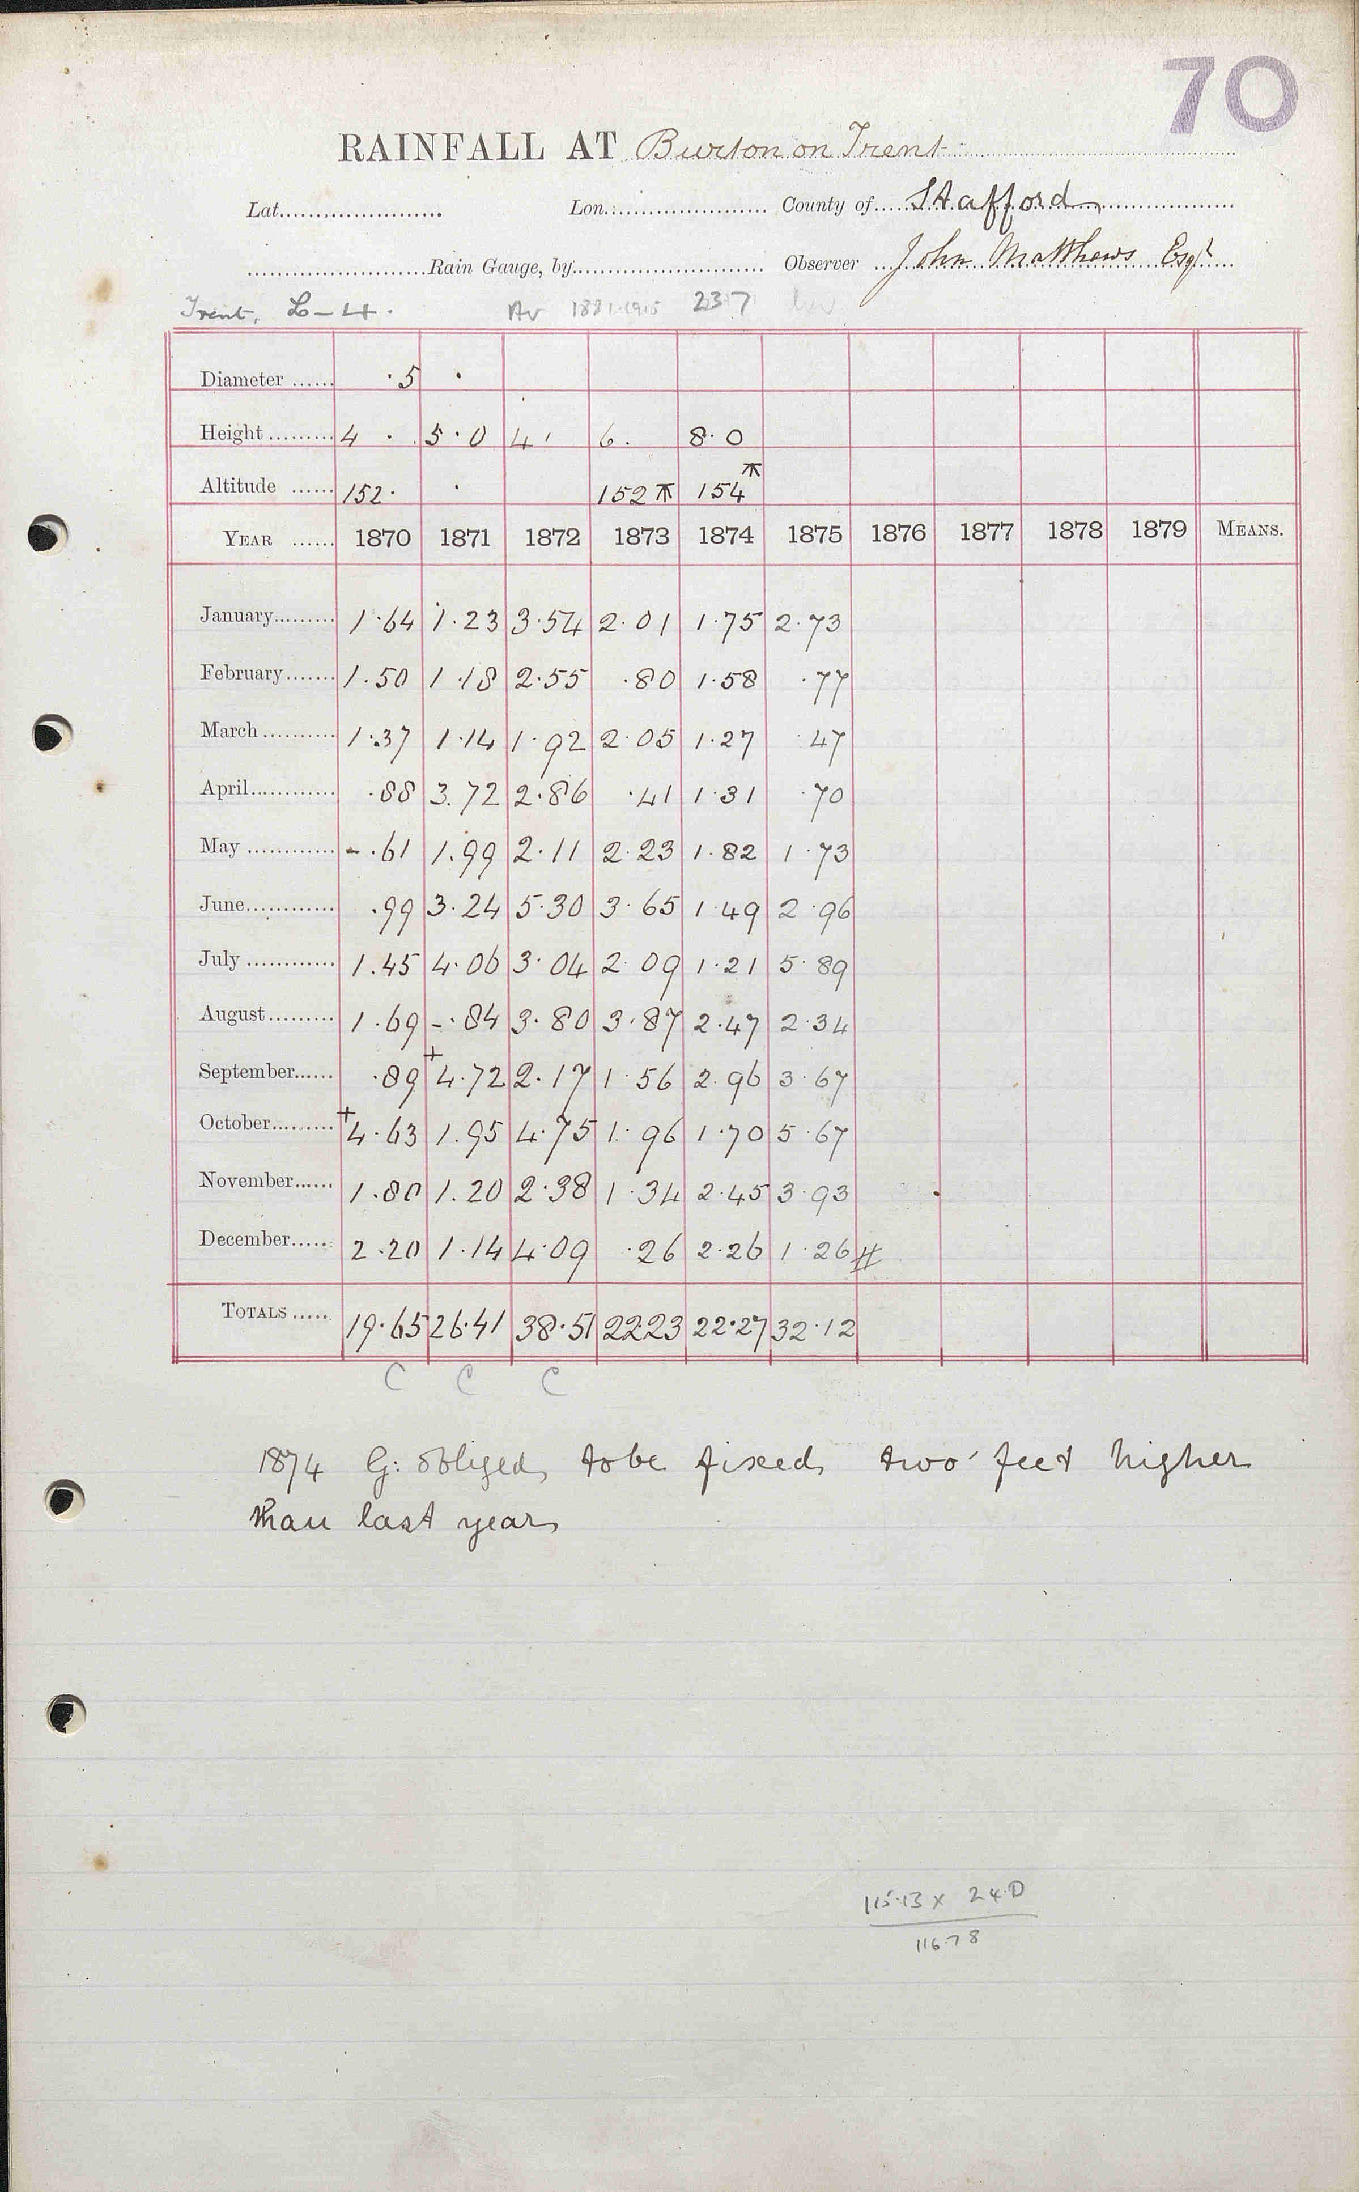 70
RAINFALL AT Burton on Trent
Lat. Lon. County of Stafford
Rain Gauge, by Observer John Matthews Esqr
Trent. L-4. Av 1881-1915 23.7
Diameter ...... .5 .
Height ......... 4 . 5.0 4. 6. 8.0
Altitude ...... 152. . 152 ⚻ 154
YEAR ...... 1870 1871 1872 1873 1874 1875 1876 1877 1878 1879 MEANS.
January......... 1.64 1.23 3.54 2.01 1.75 2.73
February....... 1.50 1.18 2.55 .80 1.58 .77
March .......... 1.37 1.14 1.92 2.05 1.27 .47
April............ .88 3.72 2.86 .41 1.31 .70
May ............ - .61 1.99 2.11 2.23 1.82 1.73
June............ .99 3.24 5.30 3.65 1.49 2.96
July ............ 1.45 4.06 3.04 2.09 1.21 5.89
August......... 1.69 - .84 3.80 3.87 2.47 2.34
September...... .89 +4.72 2.17 1.56 2.96 3.67
October......... +4.63 1.95 4.75 1.96 1.70 5.67
November...... 1.80 1.20 2.38 1.34 2.45 3.93
December...... 2.20 1.14 4.09 .26 2.26 1.26 #
TOTALS ..... 19.65 26.41 38.51 22 23 22.27 32.12
C C C
1874 G: obliged to be fixed two feet higher
than last year
115.13 x 24.0
116.78